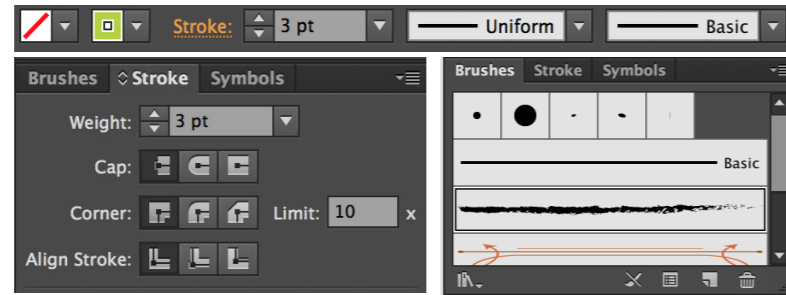 Stroke: 3 pt Uniform Basic
Brushes Stroke Symbols
Weight: 3 pt
Cap:
Corner: Limit: 10 x
Align Stroke:
Brushes Stroke Symbols
Basic